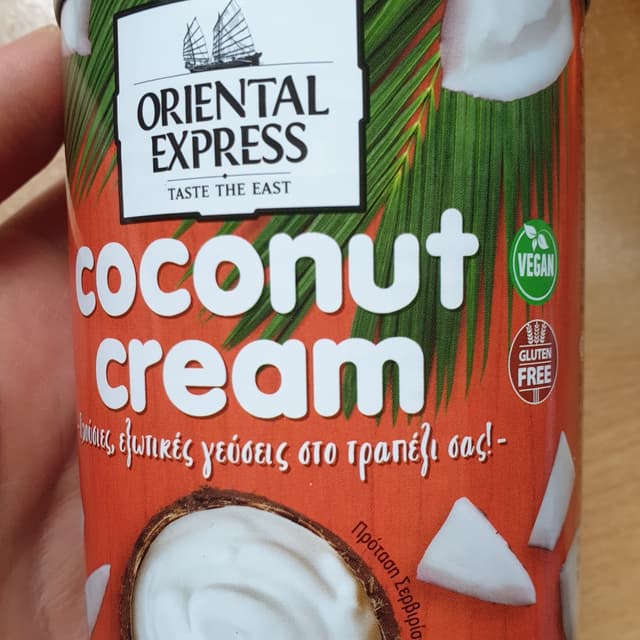 ORIENTAL
EXPRESS
TASTE THE EAST
coconut
cream
VEGAN
GLUTEN
FREE
εξωτικές γεύσεις στο τραπέζι σας!-
Πρόταση